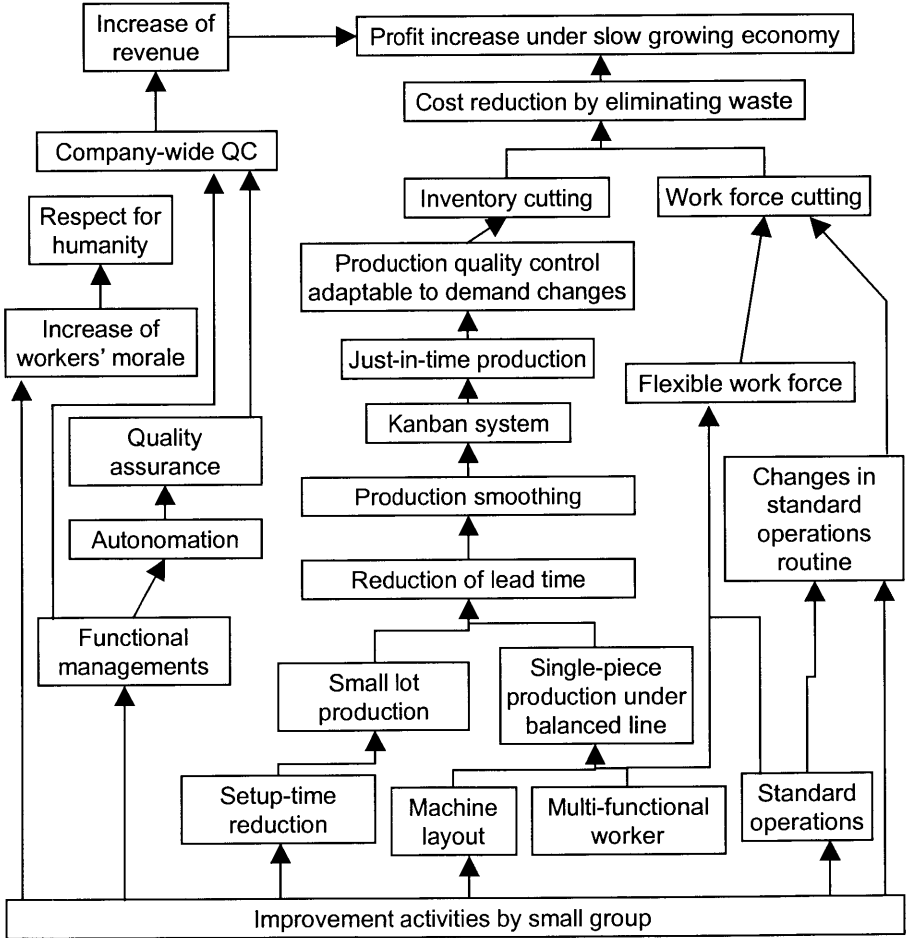 Increase of
revenue
Profit increase under slow growing economy
Cost reduction by eliminating waste
Company-wide QC
Inventory cutting
Work force cutting
Respect for
humanity
Production quality control
adaptable to demand changes
Increase of
workers' morale
Just-in-time production
Flexible work force
Kanban system
Quality
assurance
Production smoothing
Changes in
standard
operations
routine
Autonomation
Reduction of lead time
Functional
managements
Small lot
production
Single-piece
production under
balanced line
Setup-time
reduction
Machine
layout
Multi-functional
worker
Standard
operations
Improvement activities by small group